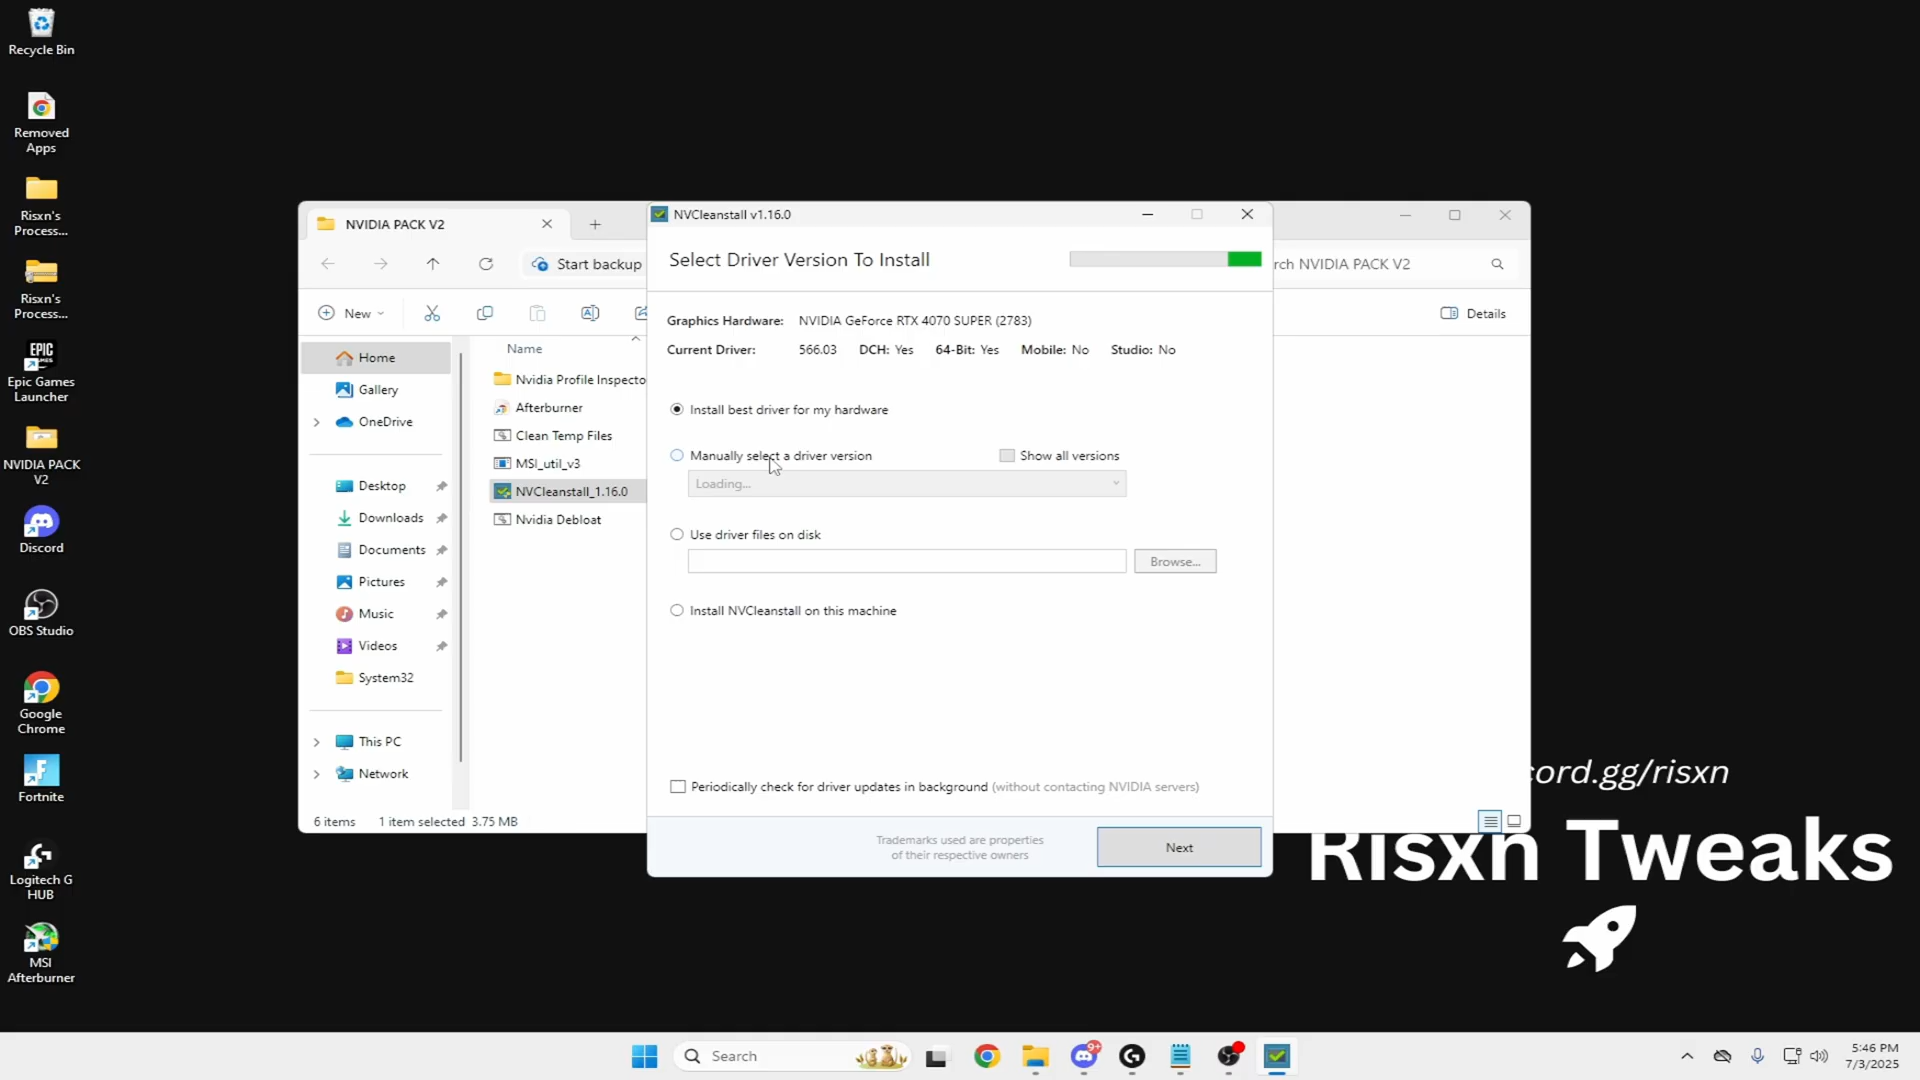 Recycle Bin
Removed
Apps
Risxn's
Process...
Risxn's
Process...
EPIC
GAMES
Epic Games
Launcher
NVIDIA PACK
V2
Discord
OBS Studio
Google
Chrome
Fortnite
Logitech G
HUB
MSI
Afterburner
NVIDIA PACK V2
Start backup
rch NVIDIA PACK V2
New
Details
Home
Gallery
OneDrive
Desktop
Downloads
Documents
Pictures
Music
Videos
System32
This PC
Network
Name
Nvidia Profile Inspecto
Afterburner
Clean Temp Files
MSI_util_v3
NVCleanstall_1.16.0
Nvidia Debloat
6 items 1 item selected 3.75 MB
NVCleanstall v1.16.0
Select Driver Version To Install
Graphics Hardware: NVIDIA GeForce RTX 4070 SUPER (2783)
Current Driver: 566.03 DCH: Yes 64-Bit: Yes Mobile: No Studio: No
Install best driver for my hardware
Manually select a driver version Show all versions
Loading...
Use driver files on disk
Browse...
Install NVCleanstall on this machine
Periodically check for driver updates in background (without contacting NVIDIA servers)
Trademarks used are properties
of their respective owners
Next
cord.gg/risxn
Risxn Tweaks
Search
9+
5:46 PM
7/3/2025